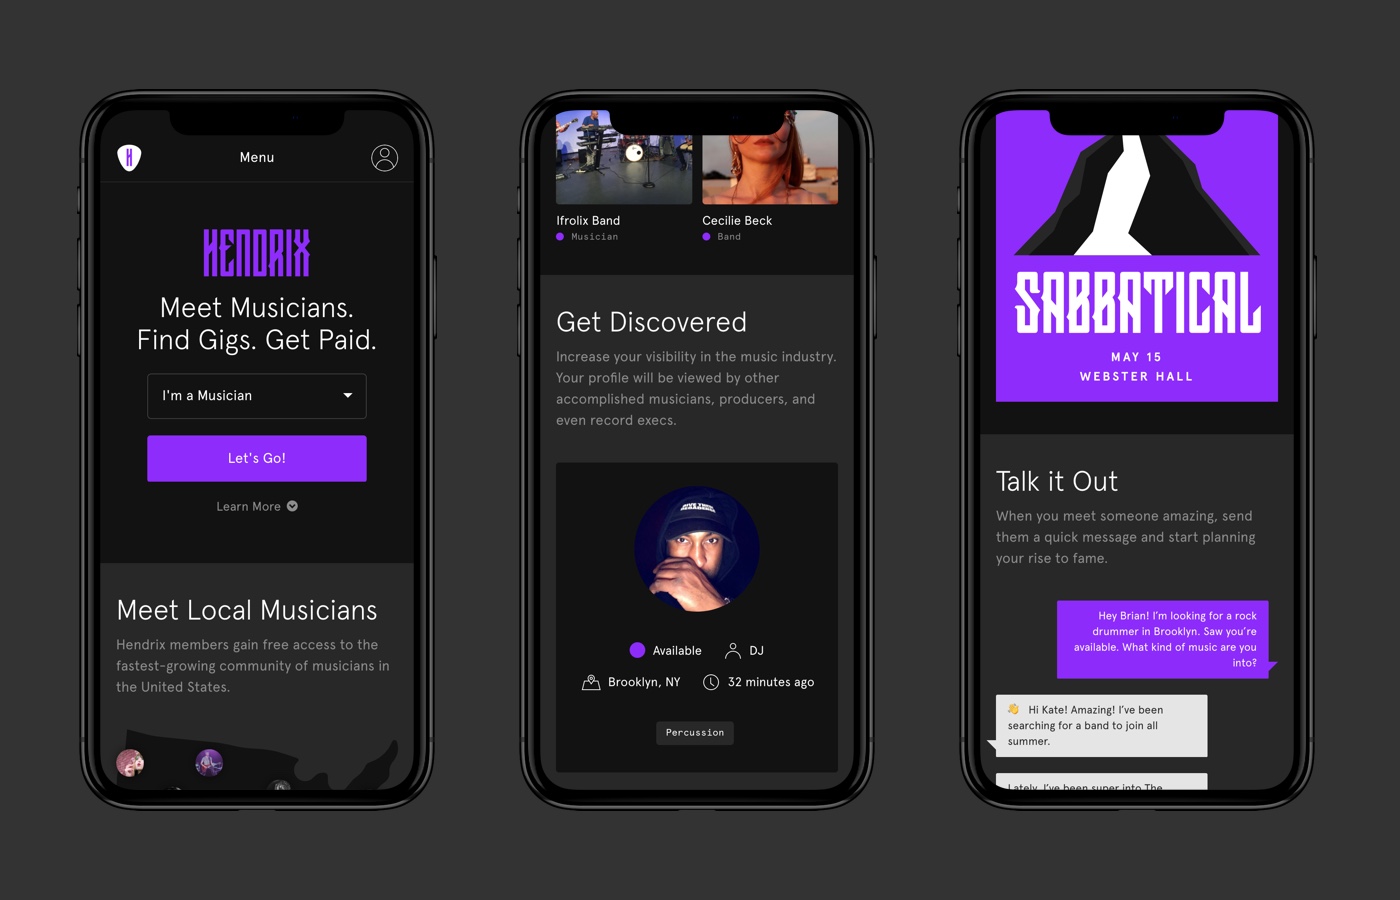 H
Menu
HENDRIX
Meet Musicians.
Find Gigs. Get Paid.
I'm a Musician
Let's Go!
Learn More
Meet Local Musicians
Hendrix members gain free access to the
fastest-growing community of musicians in
the United States.
Ifrolix Band
Musician
Cecilie Beck
Band
Get Discovered
Increase your visibility in the music industry.
Your profile will be viewed by other
accomplished musicians, producers, and
even record execs.
Available
DJ
Brooklyn, NY
32 minutes ago
Percussion
SABBATICAL
MAY 15
WEBSTER HALL
Talk it Out
When you meet someone amazing, send
them a quick message and start planning
your rise to fame.
Hey Brian! I'm looking for a rock
drummer in Brooklyn. Saw you're
available. What kind of music are you
into?
👋 Hi Kate! Amazing! I've been
searching for a band to join all
summer.
Lately, I've been super into The